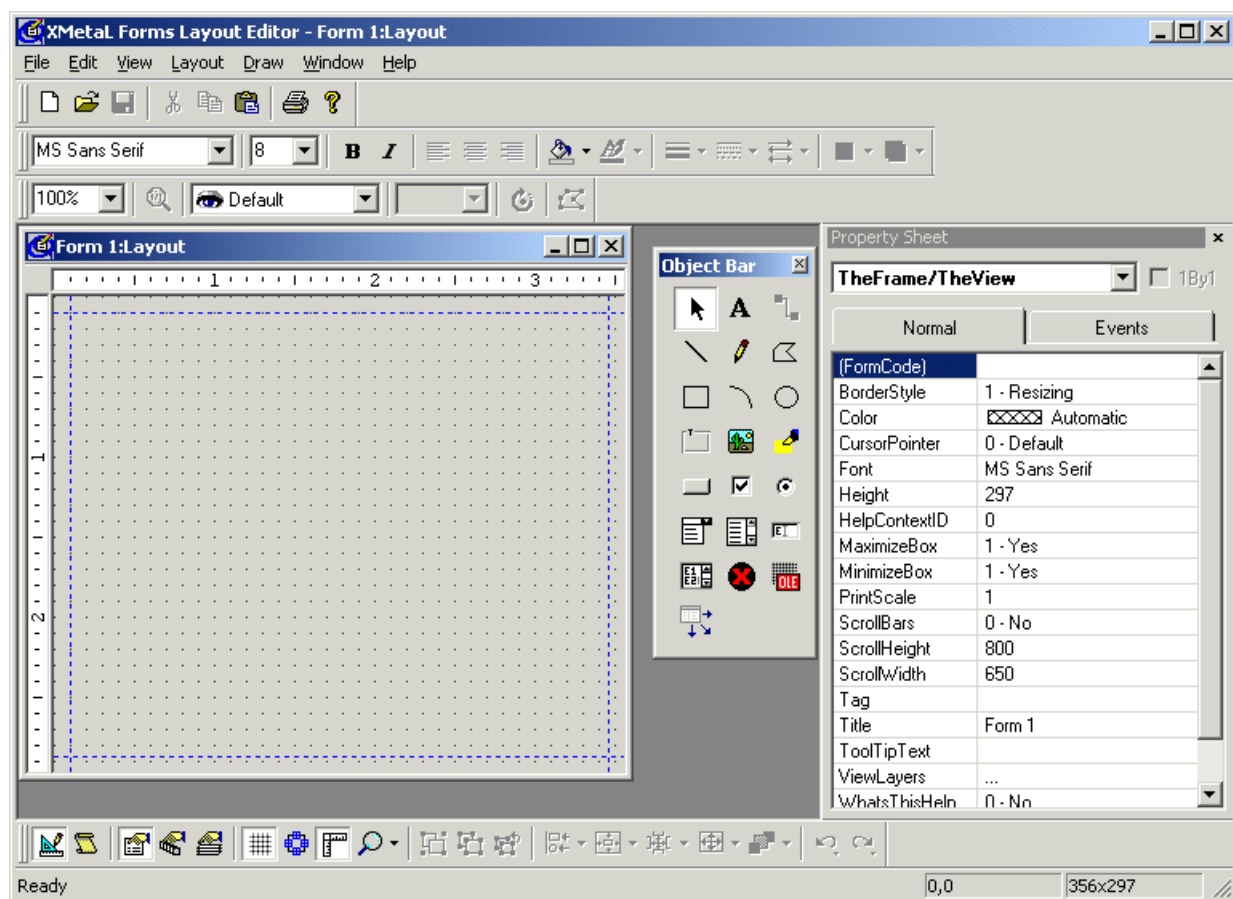 XMetaL Forms Layout Editor - Form 1:Layout
File Edit View Layout Draw Window Help
MS Sans Serif 8 B I
100% Default
Form 1:Layout
1 2 3
1
2
Object Bar
A
E1
E2
OLE
Property Sheet
TheFrame/TheView 1By1
Normal Events
(FormCode)
BorderStyle 1 - Resizing
Color Automatic
CursorPointer 0 - Default
Font MS Sans Serif
Height 297
HelpContextID 0
MaximizeBox 1 - Yes
MinimizeBox 1 - Yes
PrintScale 1
ScrollBars 0 - No
ScrollHeight 800
ScrollWidth 650
Tag
Title Form 1
ToolTipText
ViewLayers ...
WhatsThisHelp 0 - No
Ready 0,0 356x297